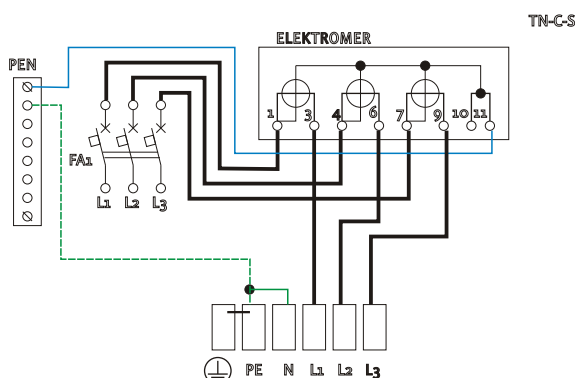 TN-C-S
ELEKTROMER
PEN
1 3 4 6 7 9 10 11
FA1
L1 L2 L3
PE N L1 L2 L3